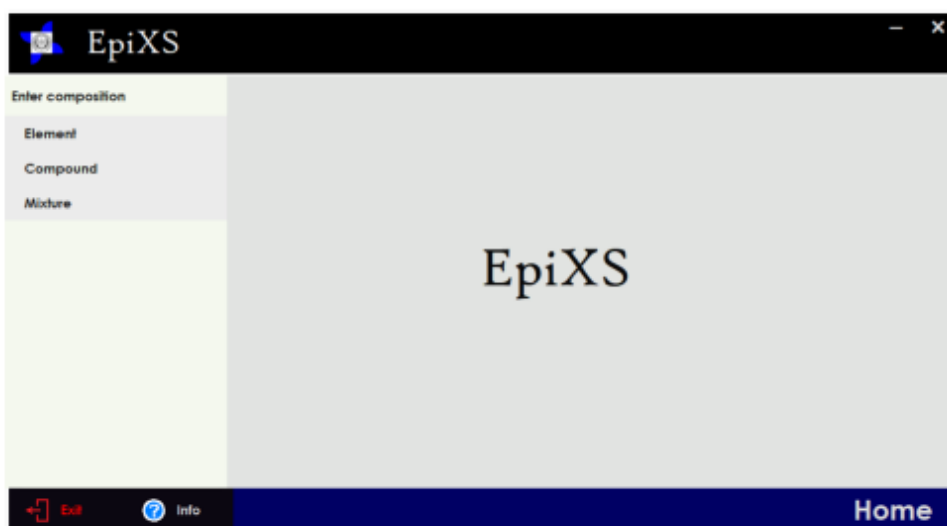 EpiXS
Enter composition
Element
Compound
Mixture
EpiXS
Exit
Info
Home